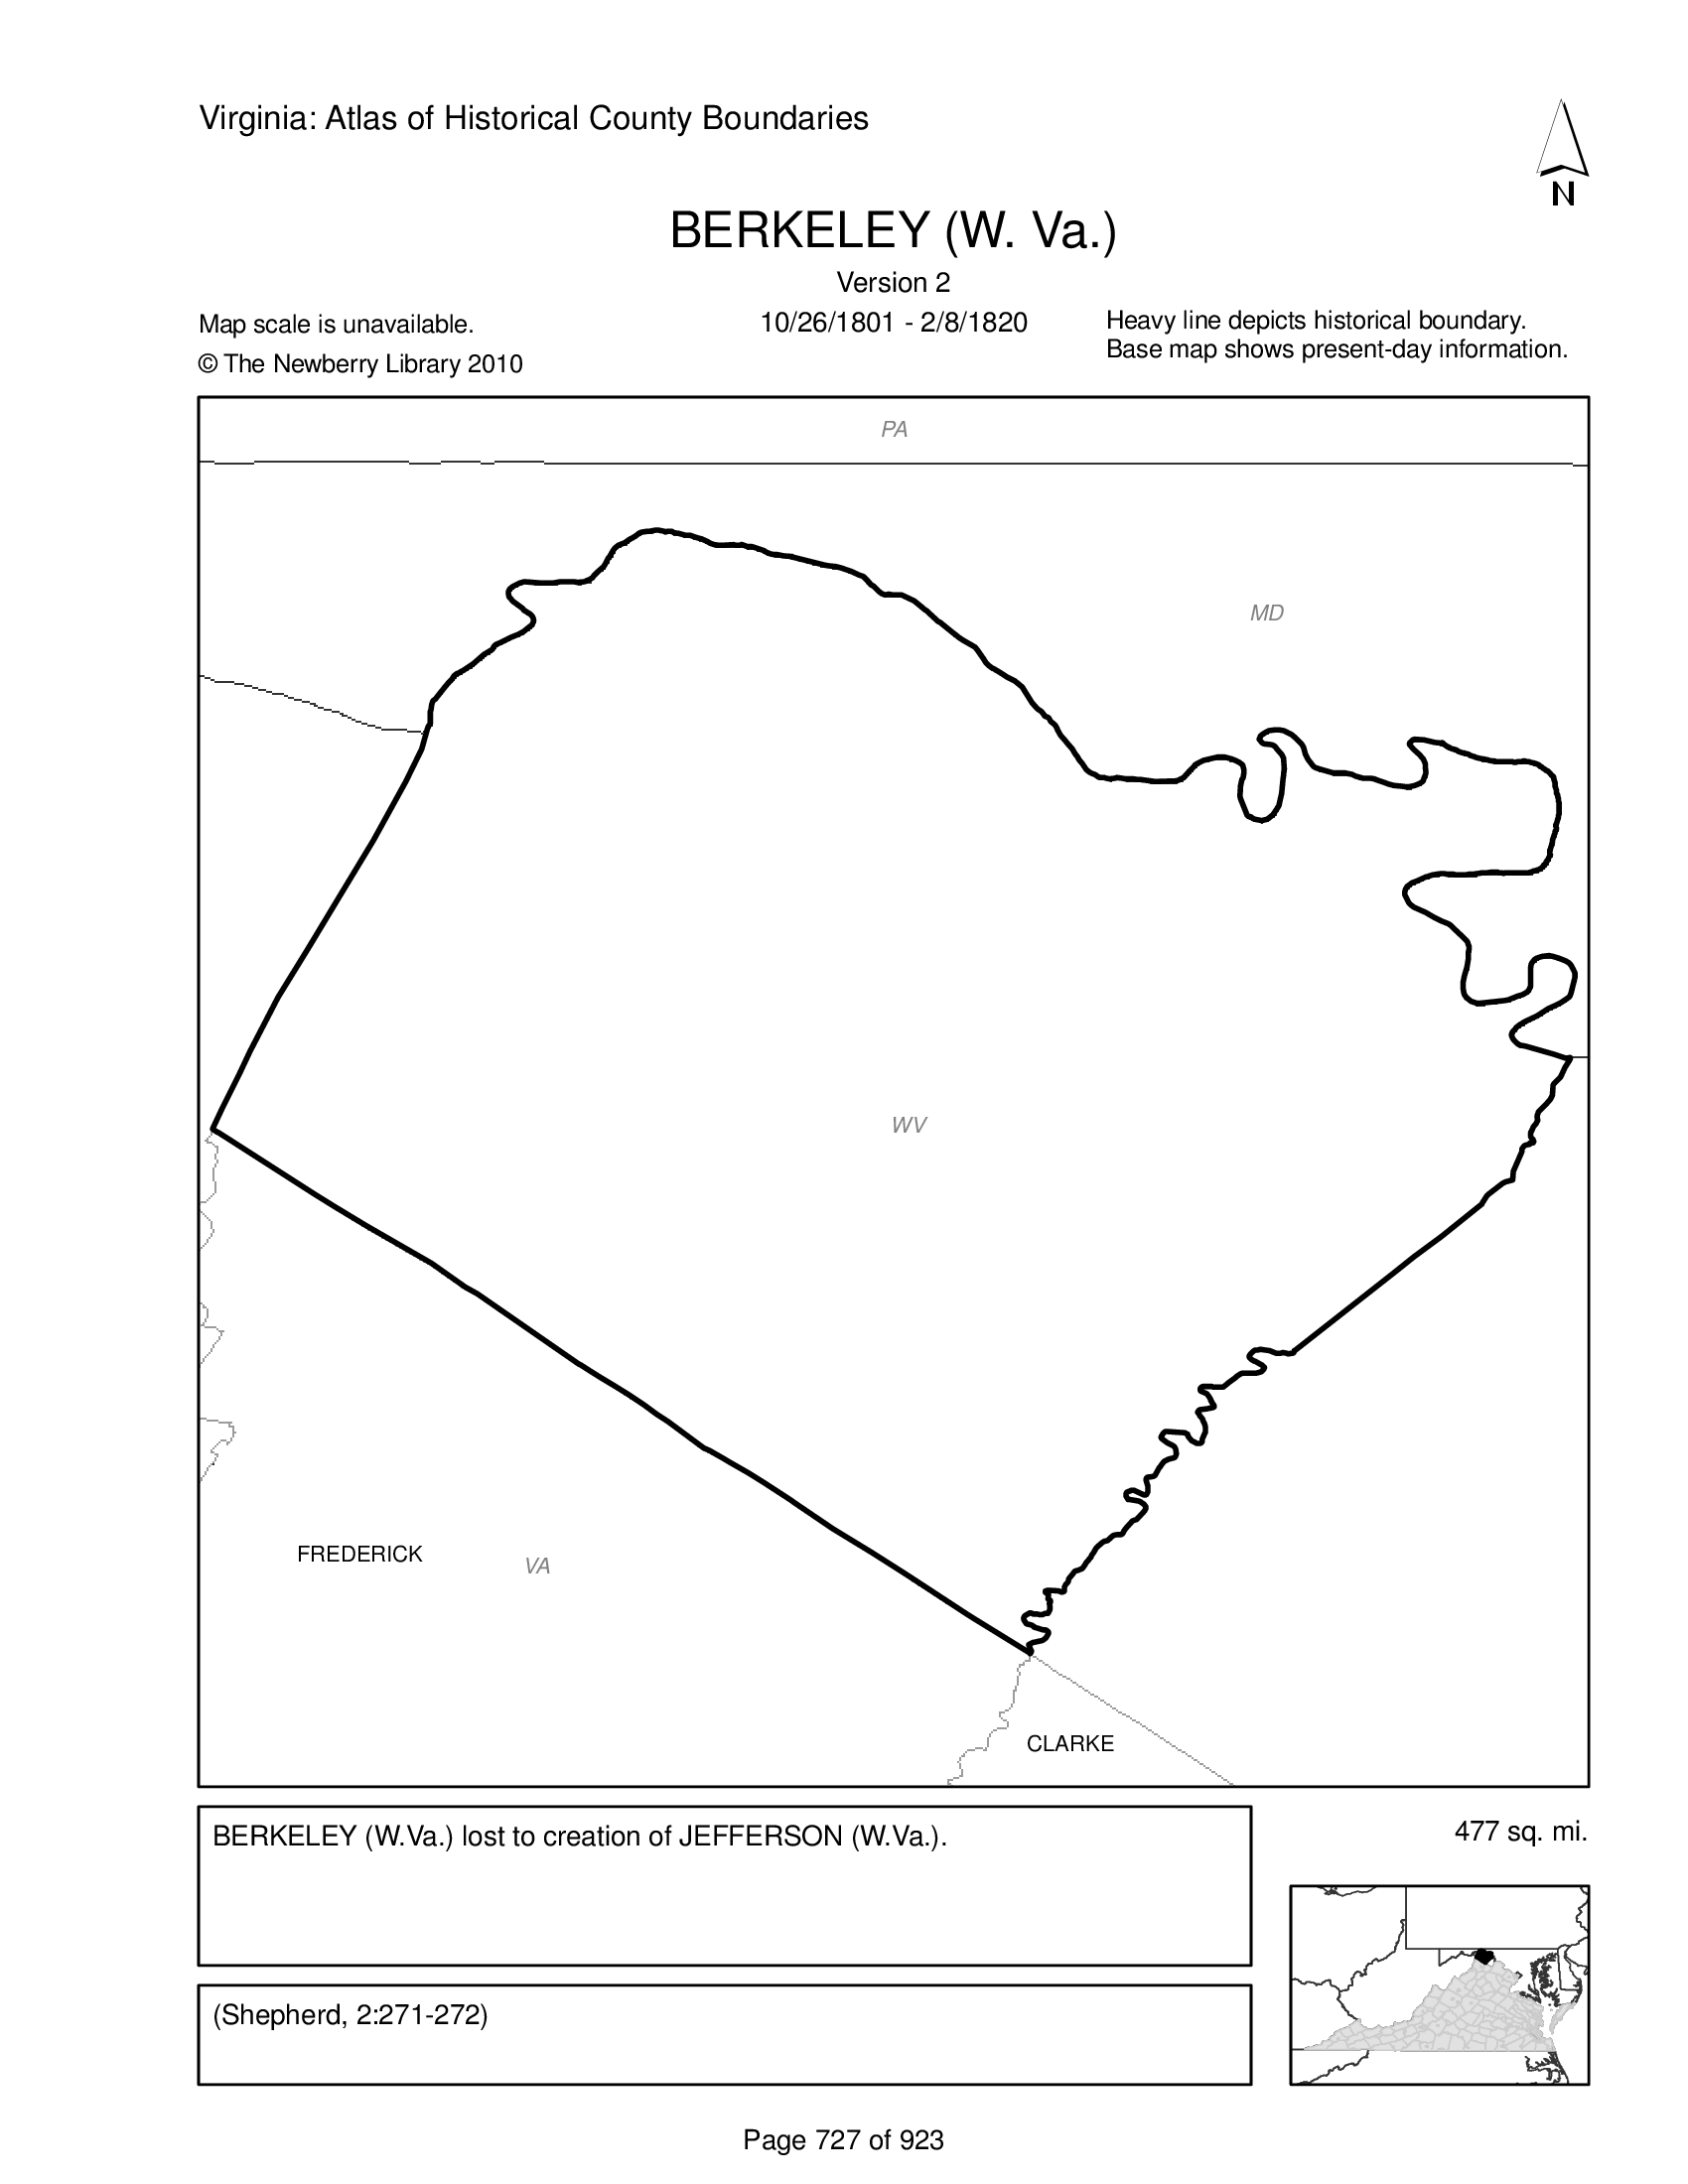 Virginia: Atlas of Historical County Boundaries
N
BERKELEY (W. Va.)
Version 2
Map scale is unavailable.
10/26/1801 - 2/8/1820
Heavy line depicts historical boundary.
Base map shows present-day information.
© The Newberry Library 2010
PA
MD
WV
FREDERICK
VA
CLARKE
BERKELEY (W.Va.) lost to creation of JEFFERSON (W.Va.).
477 sq. mi.
(Shepherd, 2:271-272)
Page 727 of 923